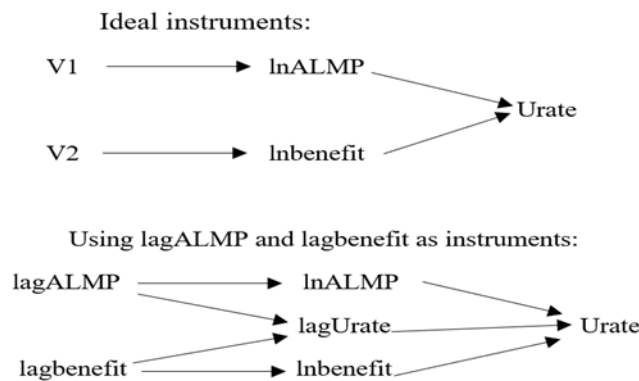 Ideal instruments:
V1 lnALMP
Urate
V2 lnbenefit
Using lagALMP and lagbenefit as instruments:
lagALMP lnALMP
lagUrate Urate
lagbenefit lnbenefit